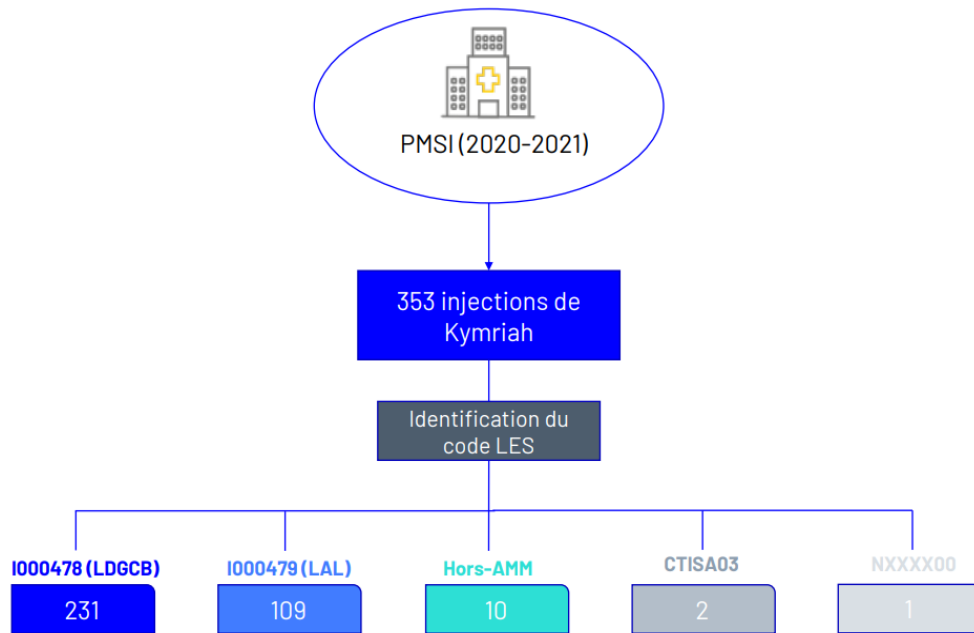 PMSI (2020-2021)
353 injections de
Kymriah
Identification du
code LES
I000478 (LDGCB)
I000479 (LAL)
Hors-AMM
CTISA03
NXXXX00
231
109
10
2
1